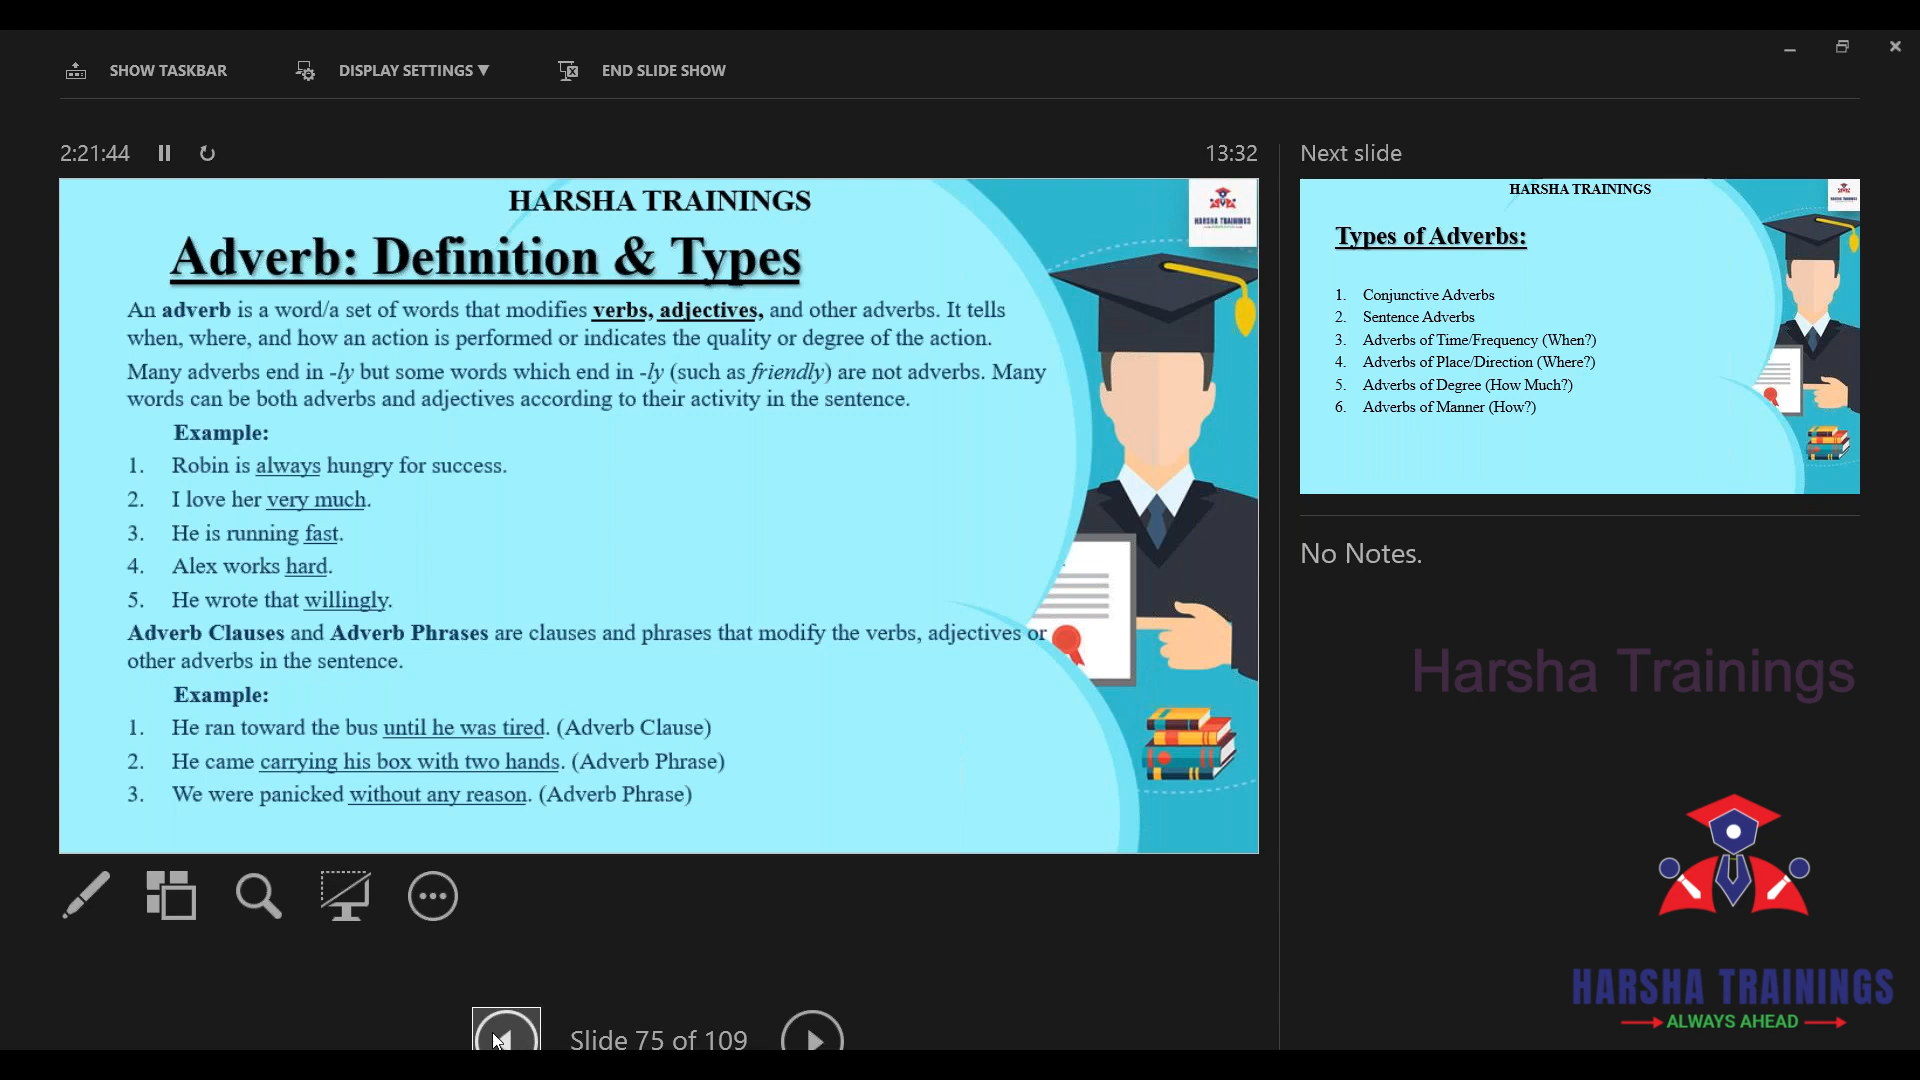 SHOW TASKBAR
DISPLAY SETTINGS ▼
END SLIDE SHOW
2:21:44
13:32
HARSHA TRAININGS
HARSHA TRAININGS
Adverb: Definition & Types
An adverb is a word/a set of words that modifies verbs, adjectives, and other adverbs. It tells
when, where, and how an action is performed or indicates the quality or degree of the action.
Many adverbs end in -ly but some words which end in -ly (such as friendly) are not adverbs. Many
words can be both adverbs and adjectives according to their activity in the sentence.
Example:
1. Robin is always hungry for success.
2. I love her very much.
3. He is running fast.
4. Alex works hard.
5. He wrote that willingly.
Adverb Clauses and Adverb Phrases are clauses and phrases that modify the verbs, adjectives or
other adverbs in the sentence.
Example:
1. He ran toward the bus until he was tired. (Adverb Clause)
2. He came carrying his box with two hands. (Adverb Phrase)
3. We were panicked without any reason. (Adverb Phrase)
Slide 75 of 109
Next slide
HARSHA TRAININGS
HARSHA TRAININGS
Types of Adverbs:
1. Conjunctive Adverbs
2. Sentence Adverbs
3. Adverbs of Time/Frequency (When?)
4. Adverbs of Place/Direction (Where?)
5. Adverbs of Degree (How Much?)
6. Adverbs of Manner (How?)
No Notes.
Harsha Trainings
HARSHA TRAININGS
ALWAYS AHEAD